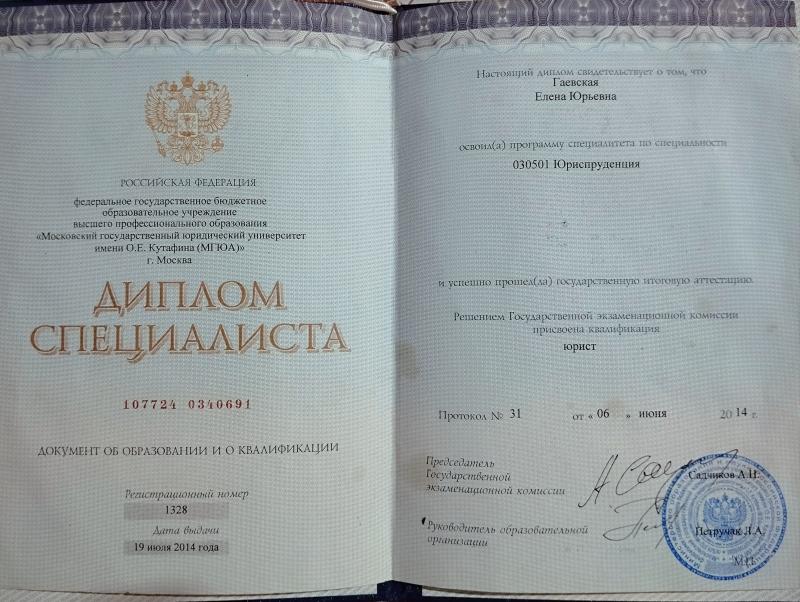 РОССИЙСКАЯ ФЕДЕРАЦИЯ
федеральное государственное бюджетное
образовательное учреждение
высшего профессионального образования
«Московский государственный юридический университет
имени О.Е. Кутафина (МГЮА)»
г. Москва
ДИПЛОМ
СПЕЦИАЛИСТА
107724 0340691
ДОКУМЕНТ ОБ ОБРАЗОВАНИИ И О КВАЛИФИКАЦИИ
Регистрационный номер
1328
Дата выдачи
19 июля 2014 года
Настоящий диплом свидетельствует о том, что
Гаевская
Елена Юрьевна
освоил(а) программу специалитета по специальности
030501 Юриспруденция
и успешно прошел(ла) государственную итоговую аттестацию.
Решением Государственной экзаменационной комиссии
присвоена квалификация
юрист
Протокол № 31 от « 06 » июня 2014 г.
Председатель
Государственной
экзаменационной комиссии
Садчиков А.Н.
Руководитель образовательной
организации
Петручак Л.А.
М.П.